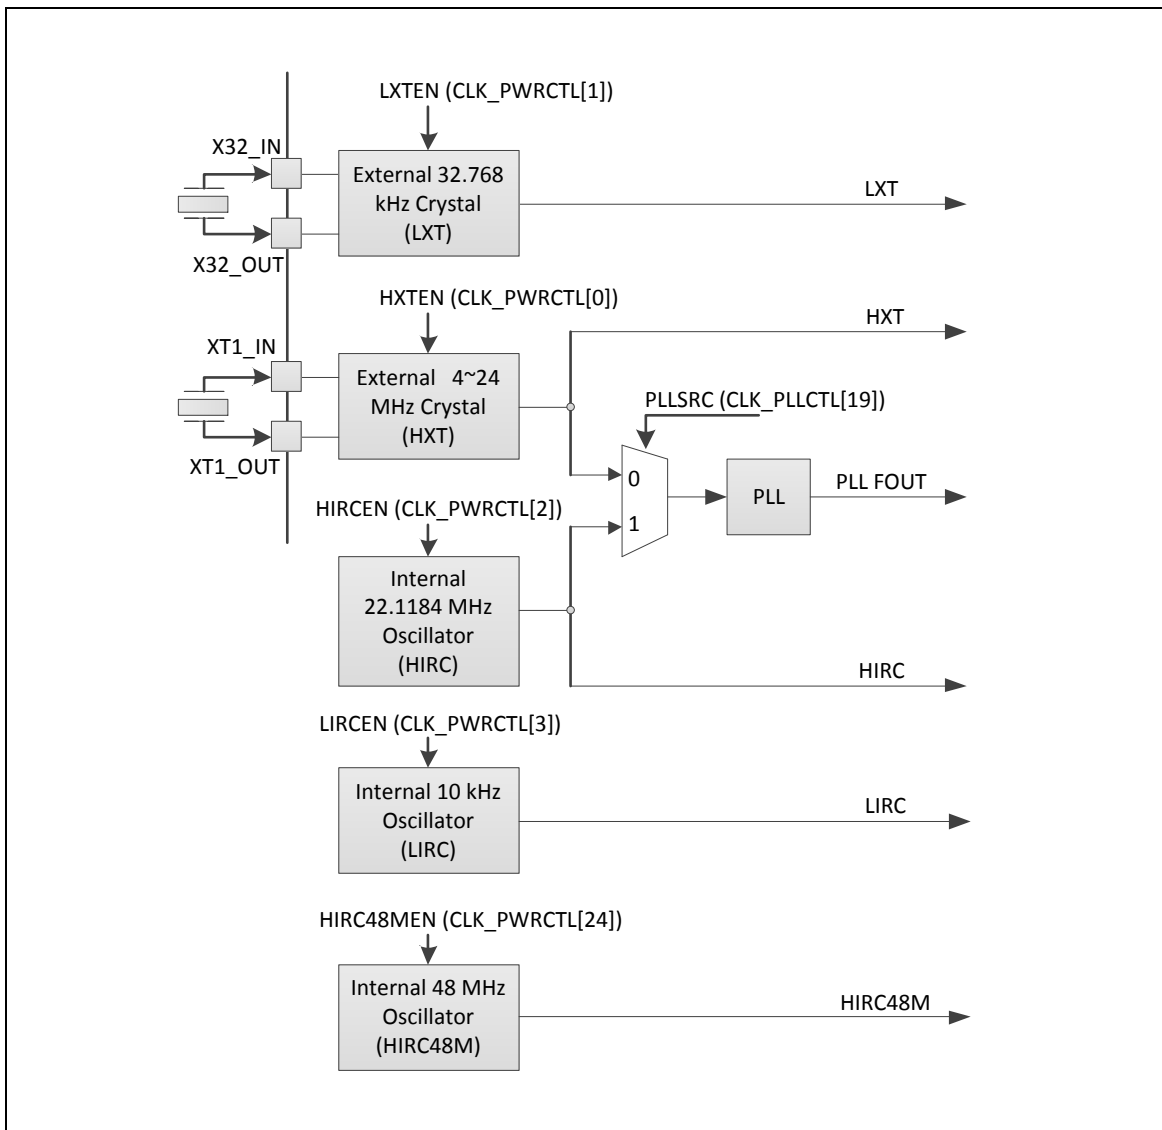 LXTEN (CLK_PWRCTL[1])
X32_IN
External 32.768
kHz Crystal
(LXT)
LXT
X32_OUT
HXTEN (CLK_PWRCTL[0])
HXT
XT1_IN
External 4~24
MHz Crystal
(HXT)
PLLSRC (CLK_PLLCTL[19])
XT1_OUT
0
1
PLL
PLL FOUT
HIRCEN (CLK_PWRCTL[2])
Internal
22.1184 MHz
Oscillator
(HIRC)
HIRC
LIRCEN (CLK_PWRCTL[3])
Internal 10 kHz
Oscillator
(LIRC)
LIRC
HIRC48MEN (CLK_PWRCTL[24])
Internal 48 MHz
Oscillator
(HIRC48M)
HIRC48M